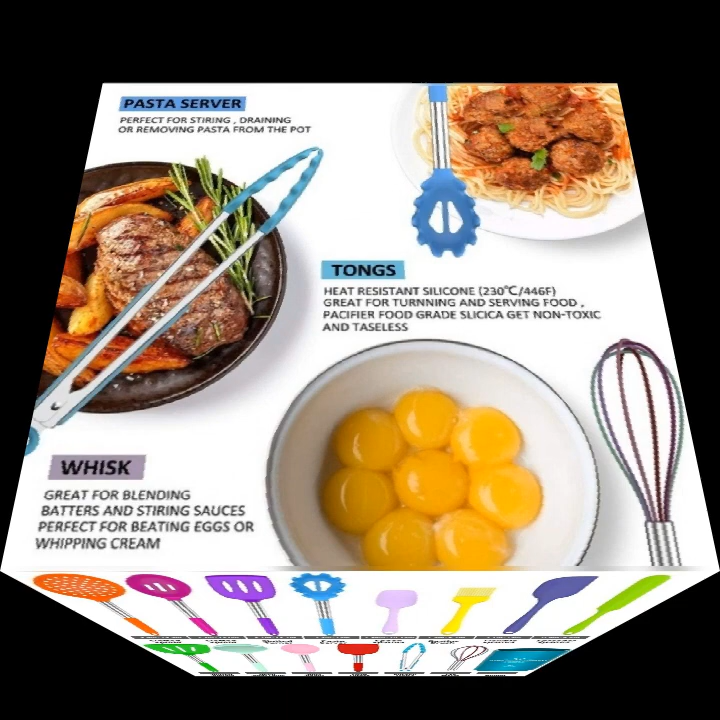 PASTA SERVER
PERFECT FOR STIRING , DRAINING
OR REMOVING PASTA FROM THE POT
TONGS
HEAT RESISTANT SILICONE (230℃/446F)
GREAT FOR TURNNING AND SERVING FOOD ,
PACIFIER FOOD GRADE SLICICA GET NON-TOXIC
AND TASELESS
WHISK
GREAT FOR BLENDING
BATTERS AND STIRING SAUCES
PERFECT FOR BEATING EGGS OR
WHIPPING CREAM